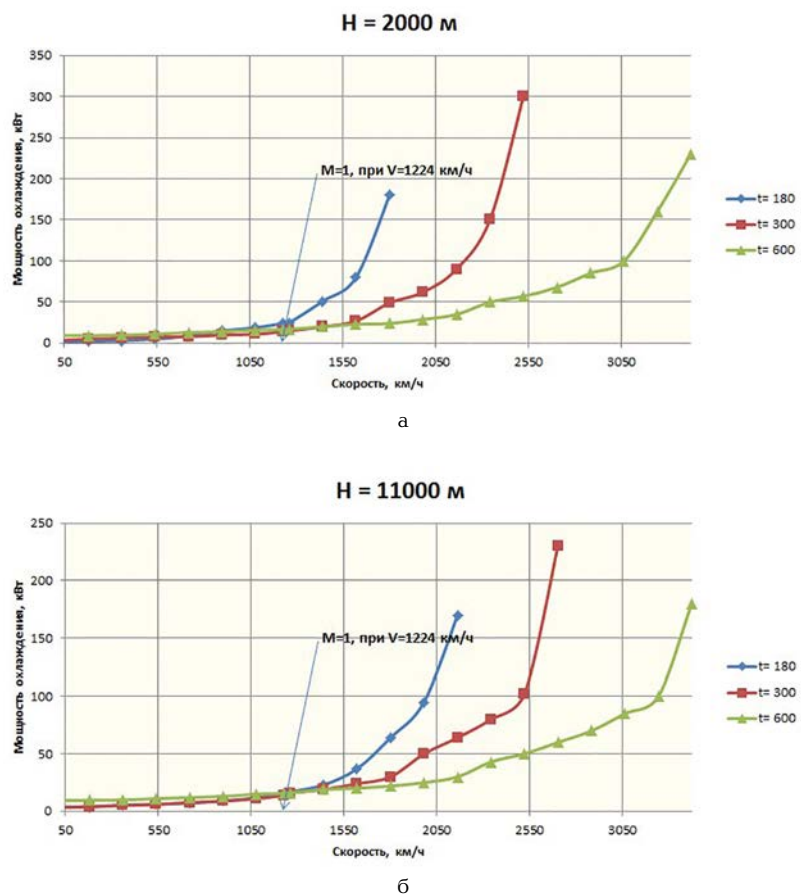 H = 2000 м
Мощность охлаждения, кВт
350
300
250
200
150
100
50
0
М=1, при V=1224 км/ч
50
550
1050
1550
2050
2550
3050
Скорость, км/ч
t= 180
t= 300
t= 600
а
H = 11000 м
Мощность охлаждения, кВт
250
200
150
100
50
0
М=1, при V=1224 км/ч
50
550
1050
1550
2050
2550
3050
Скорость, км/ч
t= 180
t= 300
t= 600
б